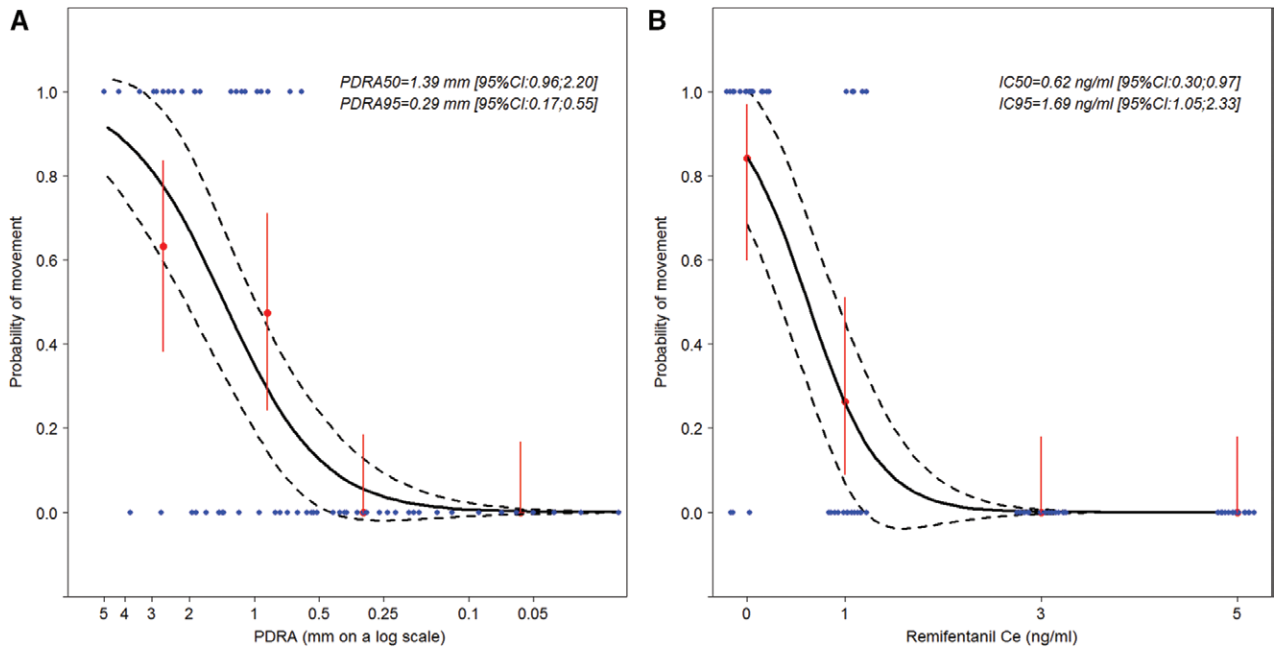 A
PDRA50=1.39 mm [95%CI:0.96;2.20]
PDRA95=0.29 mm [95%CI:0.17;0.55]
Probability of movement
1.0
0.8
0.6
0.4
0.2
0.0
5 4 3 2 1 0.5 0.25 0.1 0.05
PDRA (mm on a log scale)
B
IC50=0.62 ng/ml [95%CI:0.30;0.97]
IC95=1.69 ng/ml [95%CI:1.05;2.33]
Probability of movement
1.0
0.8
0.6
0.4
0.2
0.0
0 1 3 5
Remifentanil Ce (ng/ml)